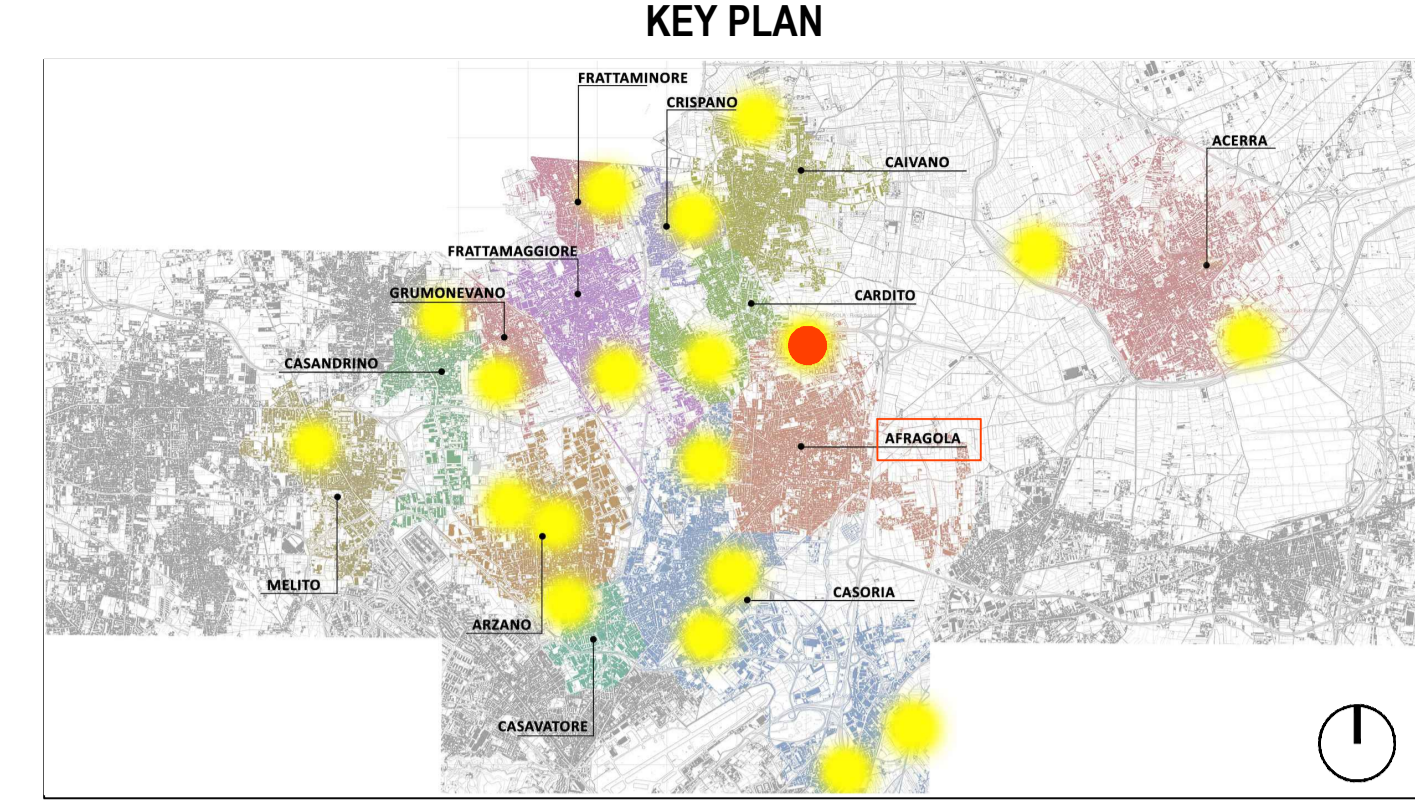 KEY PLAN
FRATTAMINORE
CRISPANO
ACERRA
CAIVANO
FRATTAMAGGIORE
GRUMONEVANO
CARDITO
CASANDRINO
AFRAGOLA
MELITO
CASORIA
ARZANO
CASAVATORE